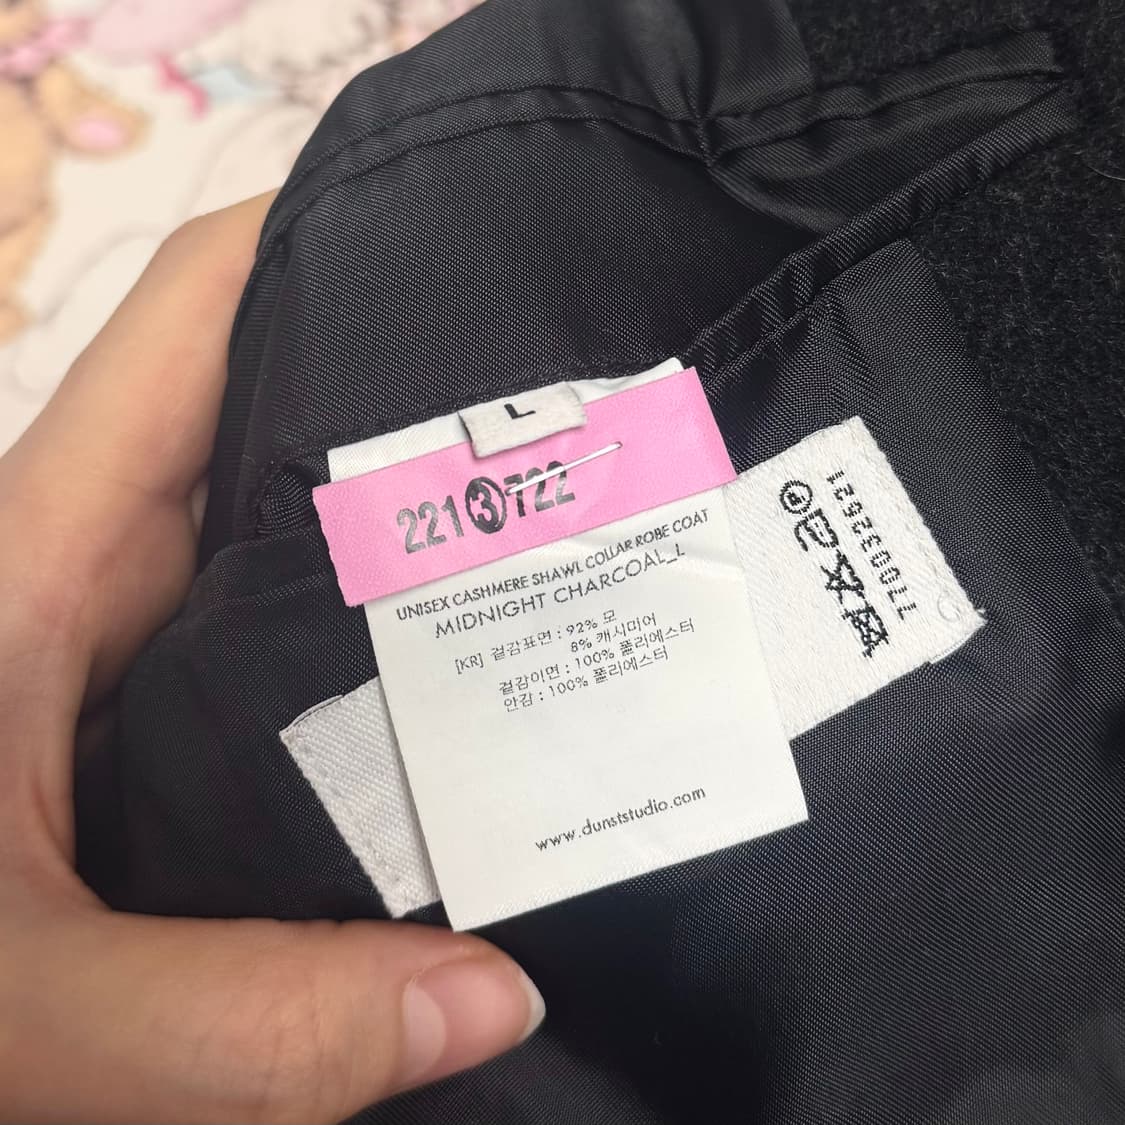 L
221③722
UNISEX CASHMERE SHAWL COLLAR ROBE COAT
MIDNIGHT CHARCOAL_L
[KR] 겉감표면 : 92% 모
8% 캐시미어
겉감이면 : 100% 폴리에스터
안감 : 100% 폴리에스터
www.dunststudio.com